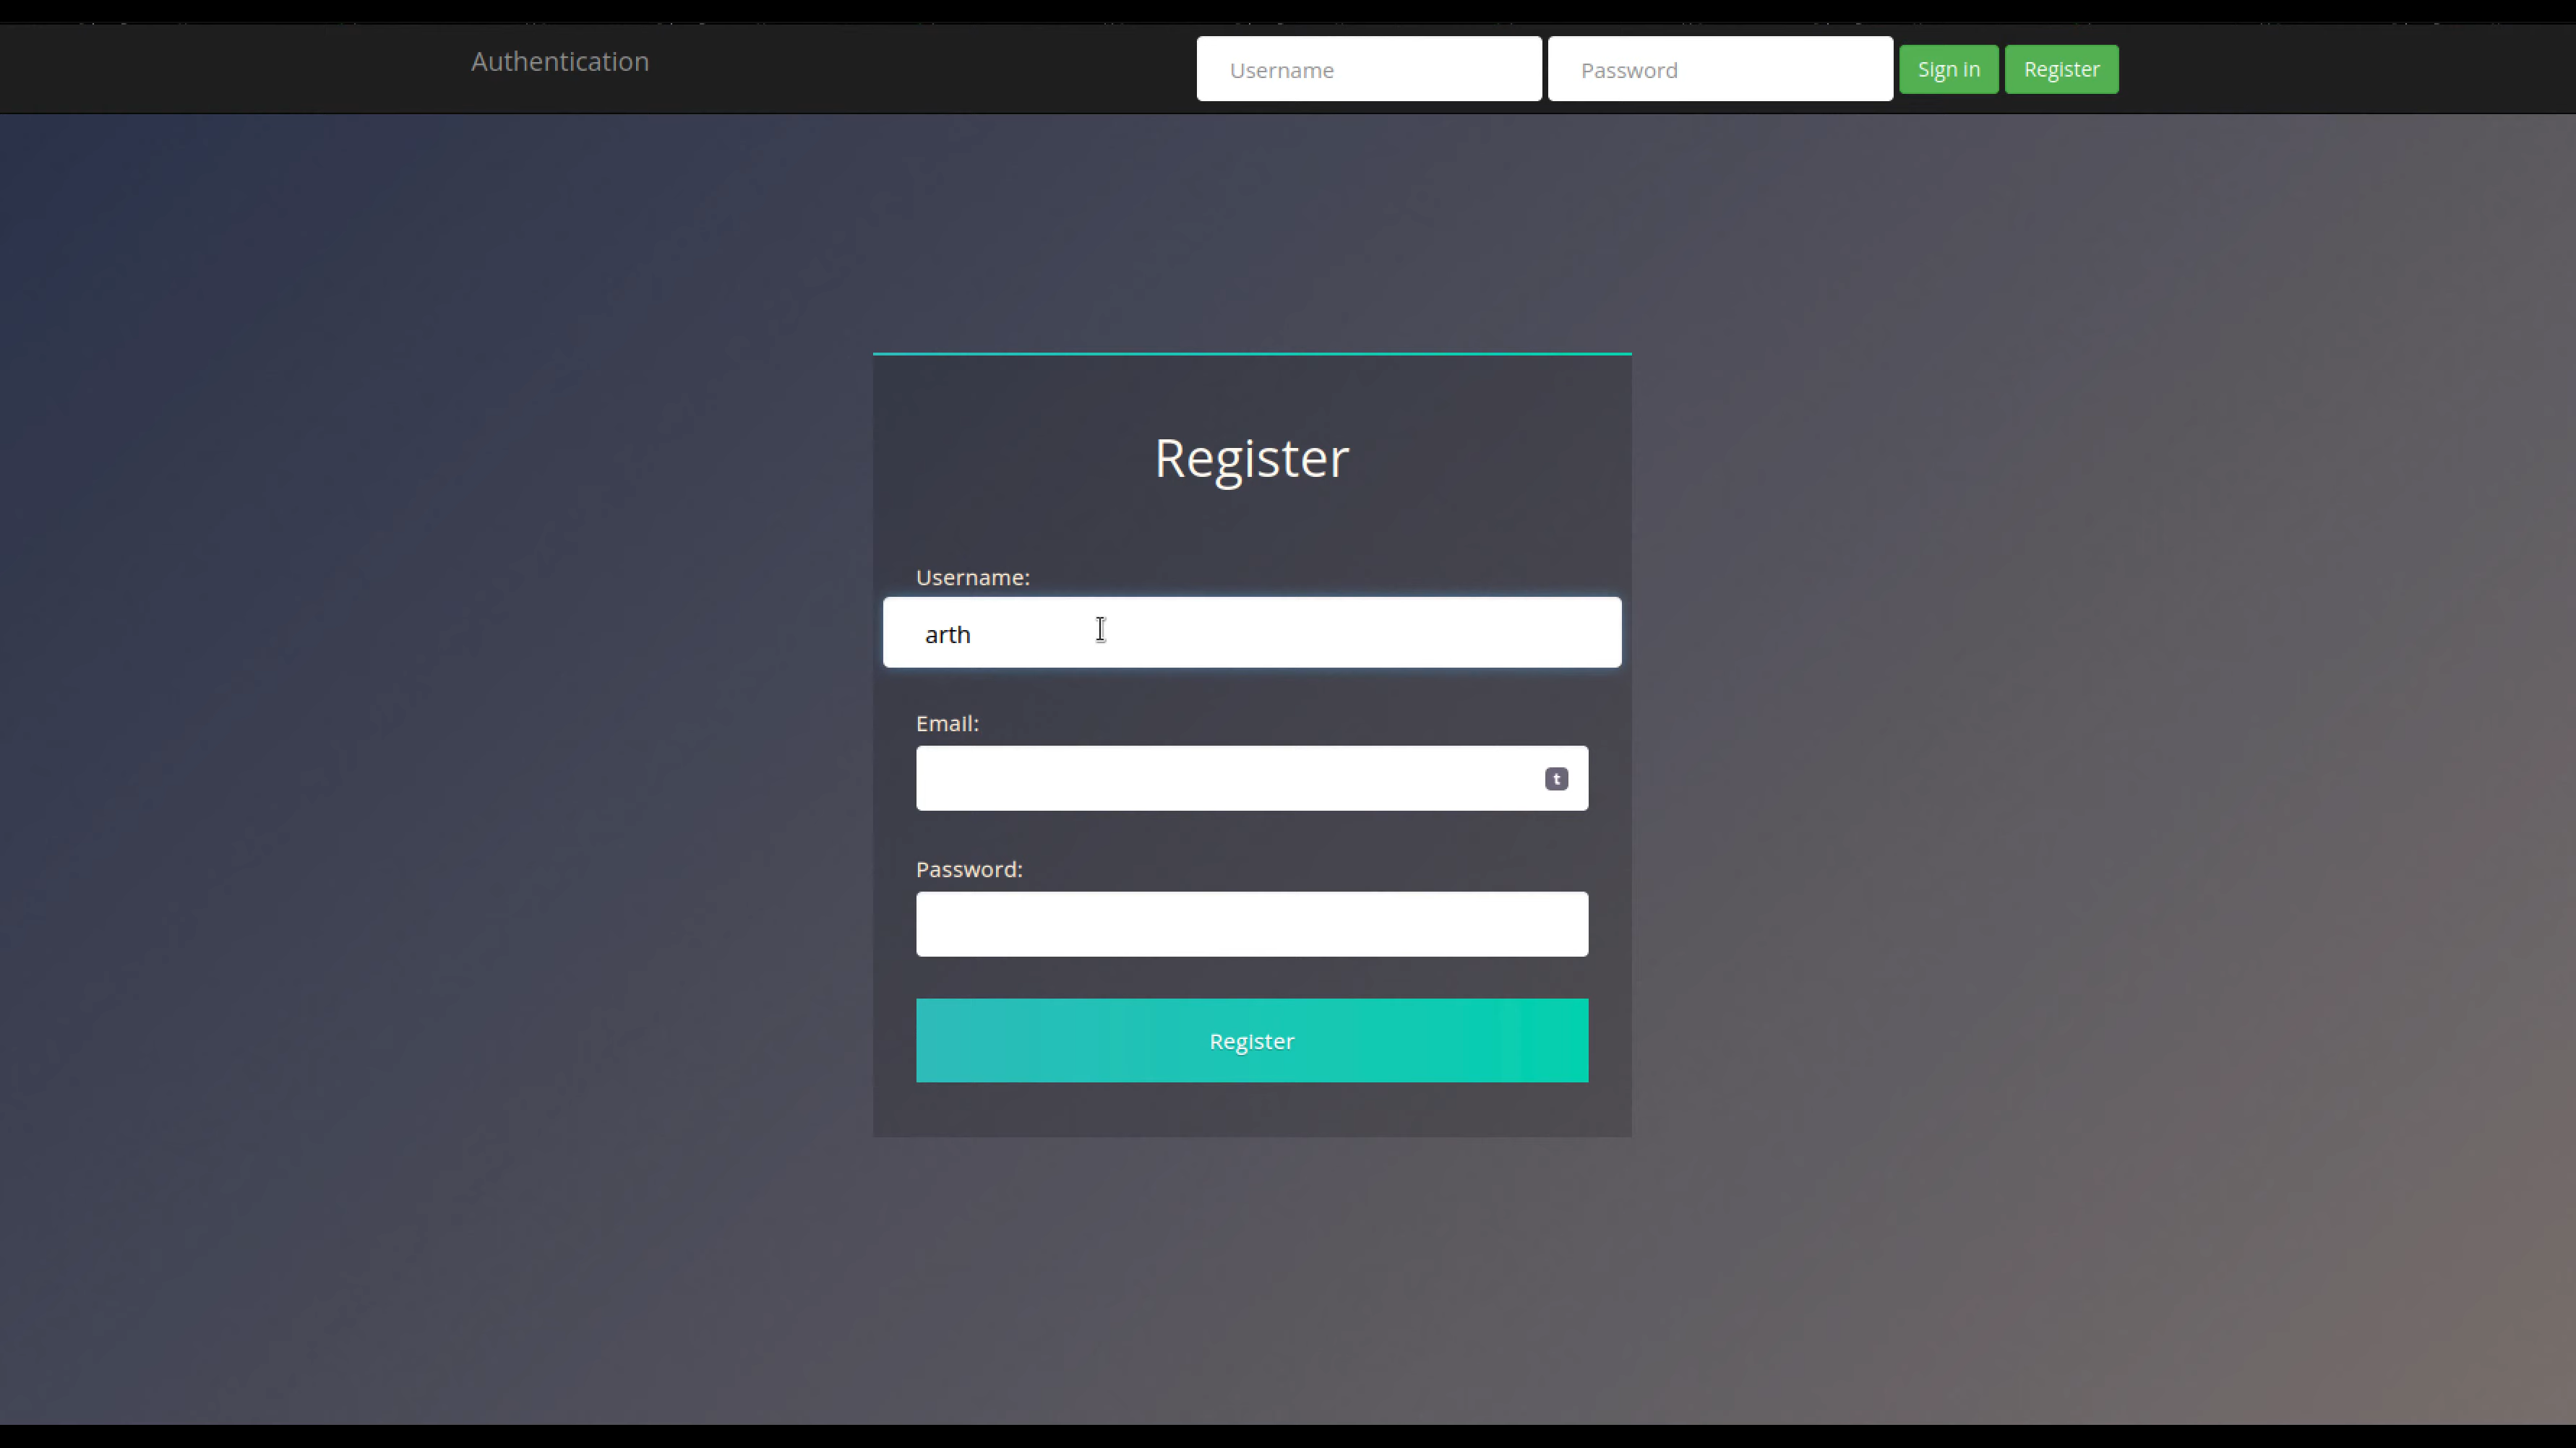 Authentication
Username
Password
Sign in
Register
Register
Username:
arth
Email:
t
Password:
Register